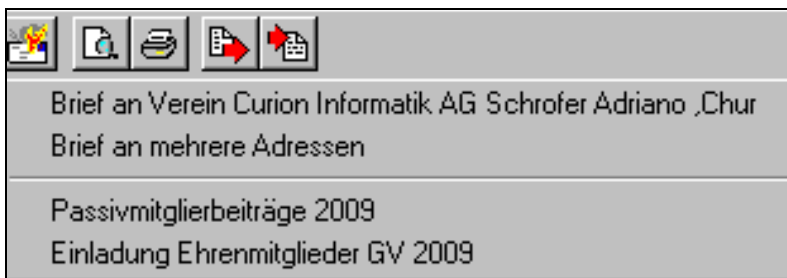 Brief an Verein Curion Informatik AG Schrofer Adriano ,Chur
Brief an mehrere Adressen
Passivmitglierbeiträge 2009
Einladung Ehrenmitglieder GV 2009